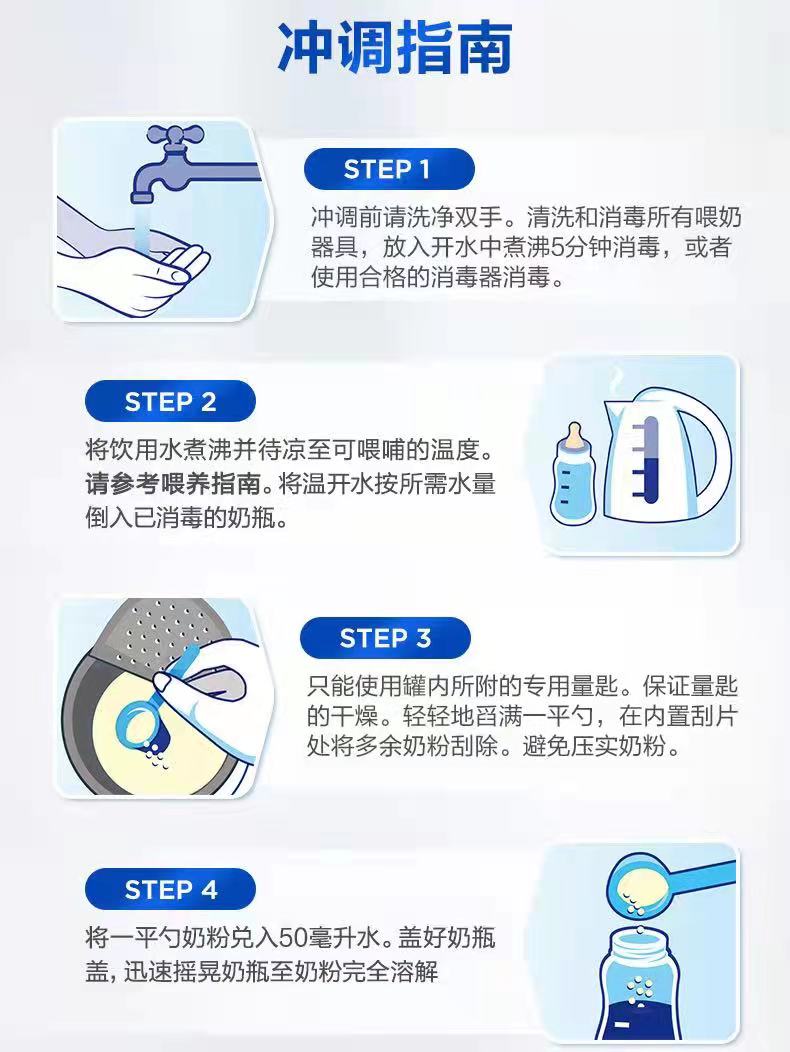 冲调指南
STEP 1
冲调前请洗净双手。清洗和消毒所有喂奶
器具，放入开水中煮沸5分钟消毒，或者
使用合格的消毒器消毒。
STEP 2
将饮用水煮沸并待凉至可喂哺的温度。
请参考喂养指南。将温开水按所需水量
倒入已消毒的奶瓶。
STEP 3
只能使用罐内所附的专用量匙。保证量匙
的干燥。轻轻地舀满一平勺，在内置刮片
处将多余奶粉刮除。避免压实奶粉。
STEP 4
将一平勺奶粉兑入50毫升水。盖好奶瓶
盖，迅速摇晃奶瓶至奶粉完全溶解